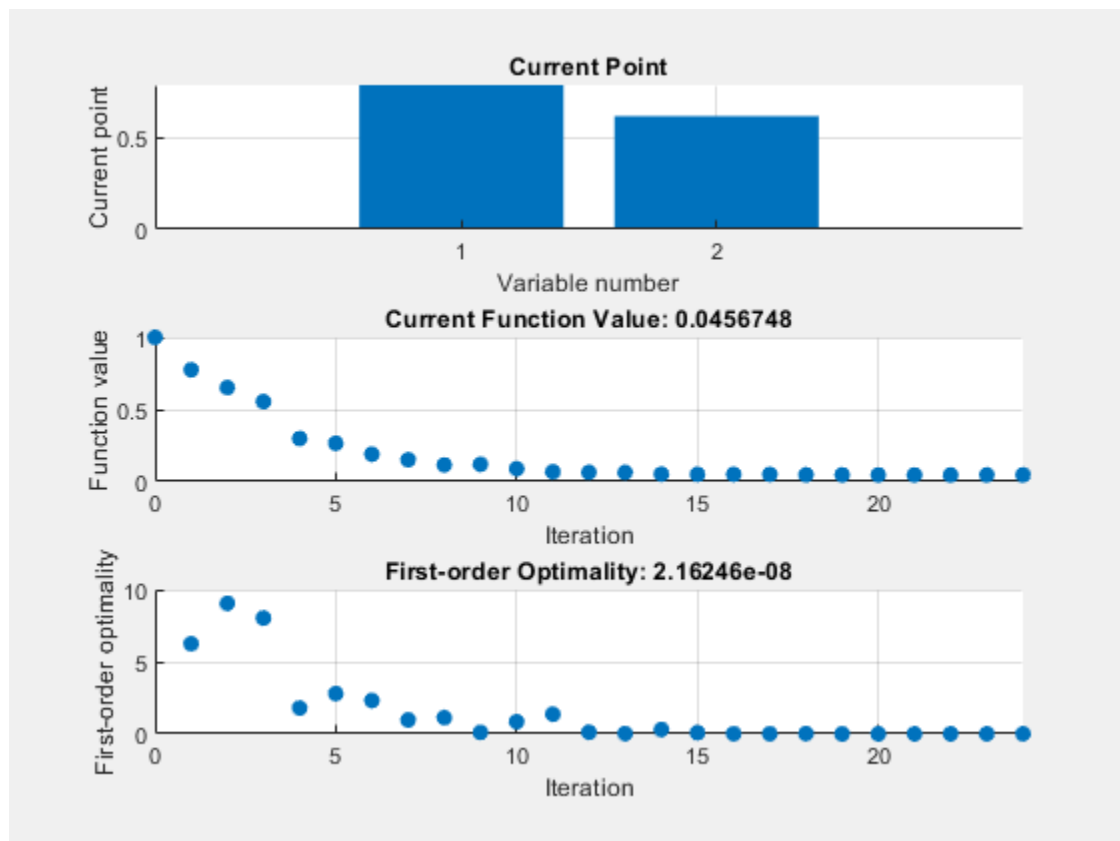 Current Point
Current point
0.5
0
1 2
Variable number
Current Function Value: 0.0456748
Function value
1
0.5
0
0 5 10 15 20
Iteration
First-order Optimality: 2.16246e-08
First-order optimality
10
5
0
0 5 10 15 20
Iteration